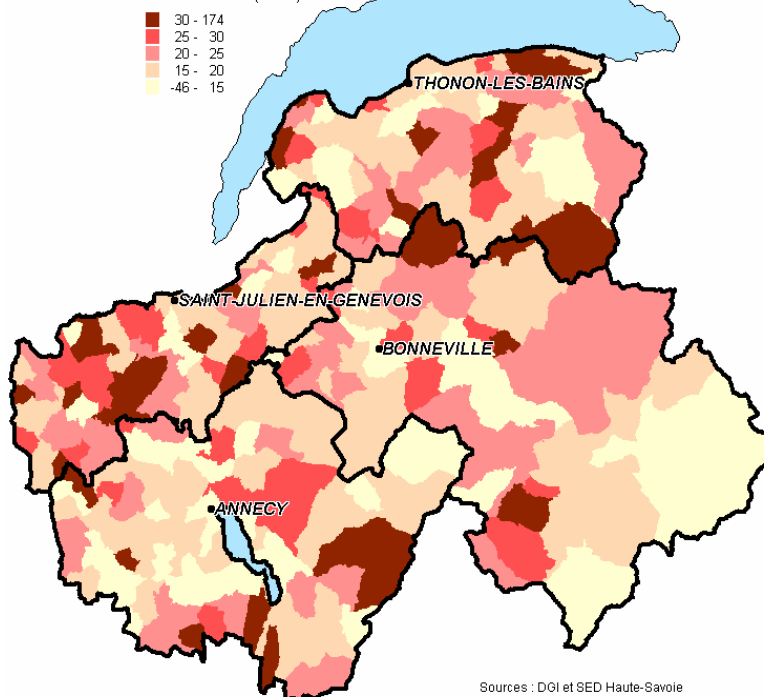 30 - 174
25 - 30
20 - 25
15 - 20
-46 - 15
THONON-LES-BAINS
SAINT-JULIEN-EN-GENEVOIS
BONNEVILLE
ANNECY
Sources : DGI et SED Haute-Savoie